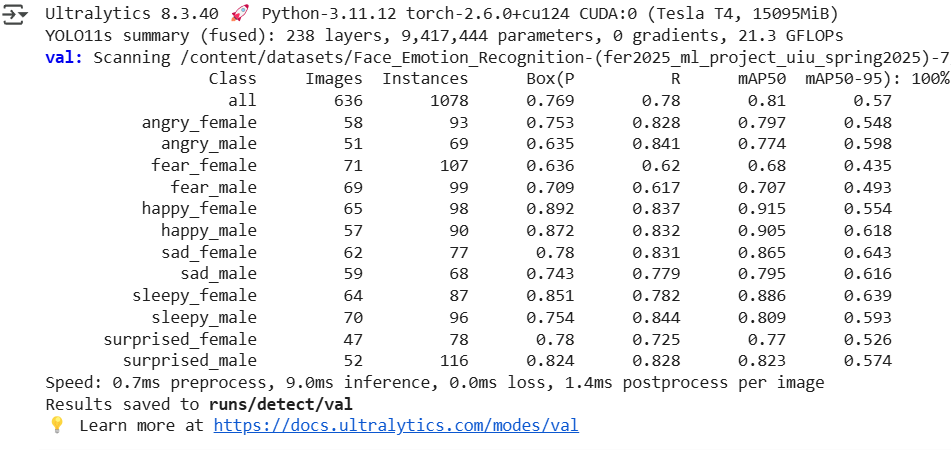 Ultralytics 8.3.40 🚀 Python-3.11.12 torch-2.6.0+cu124 CUDA:0 (Tesla T4, 15095MiB)
YOLO11s summary (fused): 238 layers, 9,417,444 parameters, 0 gradients, 21.3 GFLOPs
val: Scanning /content/datasets/Face_Emotion_Recognition-(fer2025_ml_project_uiu_spring2025)-7
Class Images Instances Box(P R mAP50 mAP50-95): 100%
all 636 1078 0.769 0.78 0.81 0.57
angry_female 58 93 0.753 0.828 0.797 0.548
angry_male 51 69 0.635 0.841 0.774 0.598
fear_female 71 107 0.636 0.62 0.68 0.435
fear_male 69 99 0.709 0.617 0.707 0.493
happy_female 65 98 0.892 0.837 0.915 0.554
happy_male 57 90 0.872 0.832 0.905 0.618
sad_female 62 77 0.78 0.831 0.865 0.643
sad_male 59 68 0.743 0.779 0.795 0.616
sleepy_female 64 87 0.851 0.782 0.886 0.639
sleepy_male 70 96 0.754 0.844 0.809 0.593
surprised_female 47 78 0.78 0.725 0.77 0.526
surprised_male 52 116 0.824 0.828 0.823 0.574
Speed: 0.7ms preprocess, 9.0ms inference, 0.0ms loss, 1.4ms postprocess per image
Results saved to runs/detect/val
💡 Learn more at https://docs.ultralytics.com/modes/val